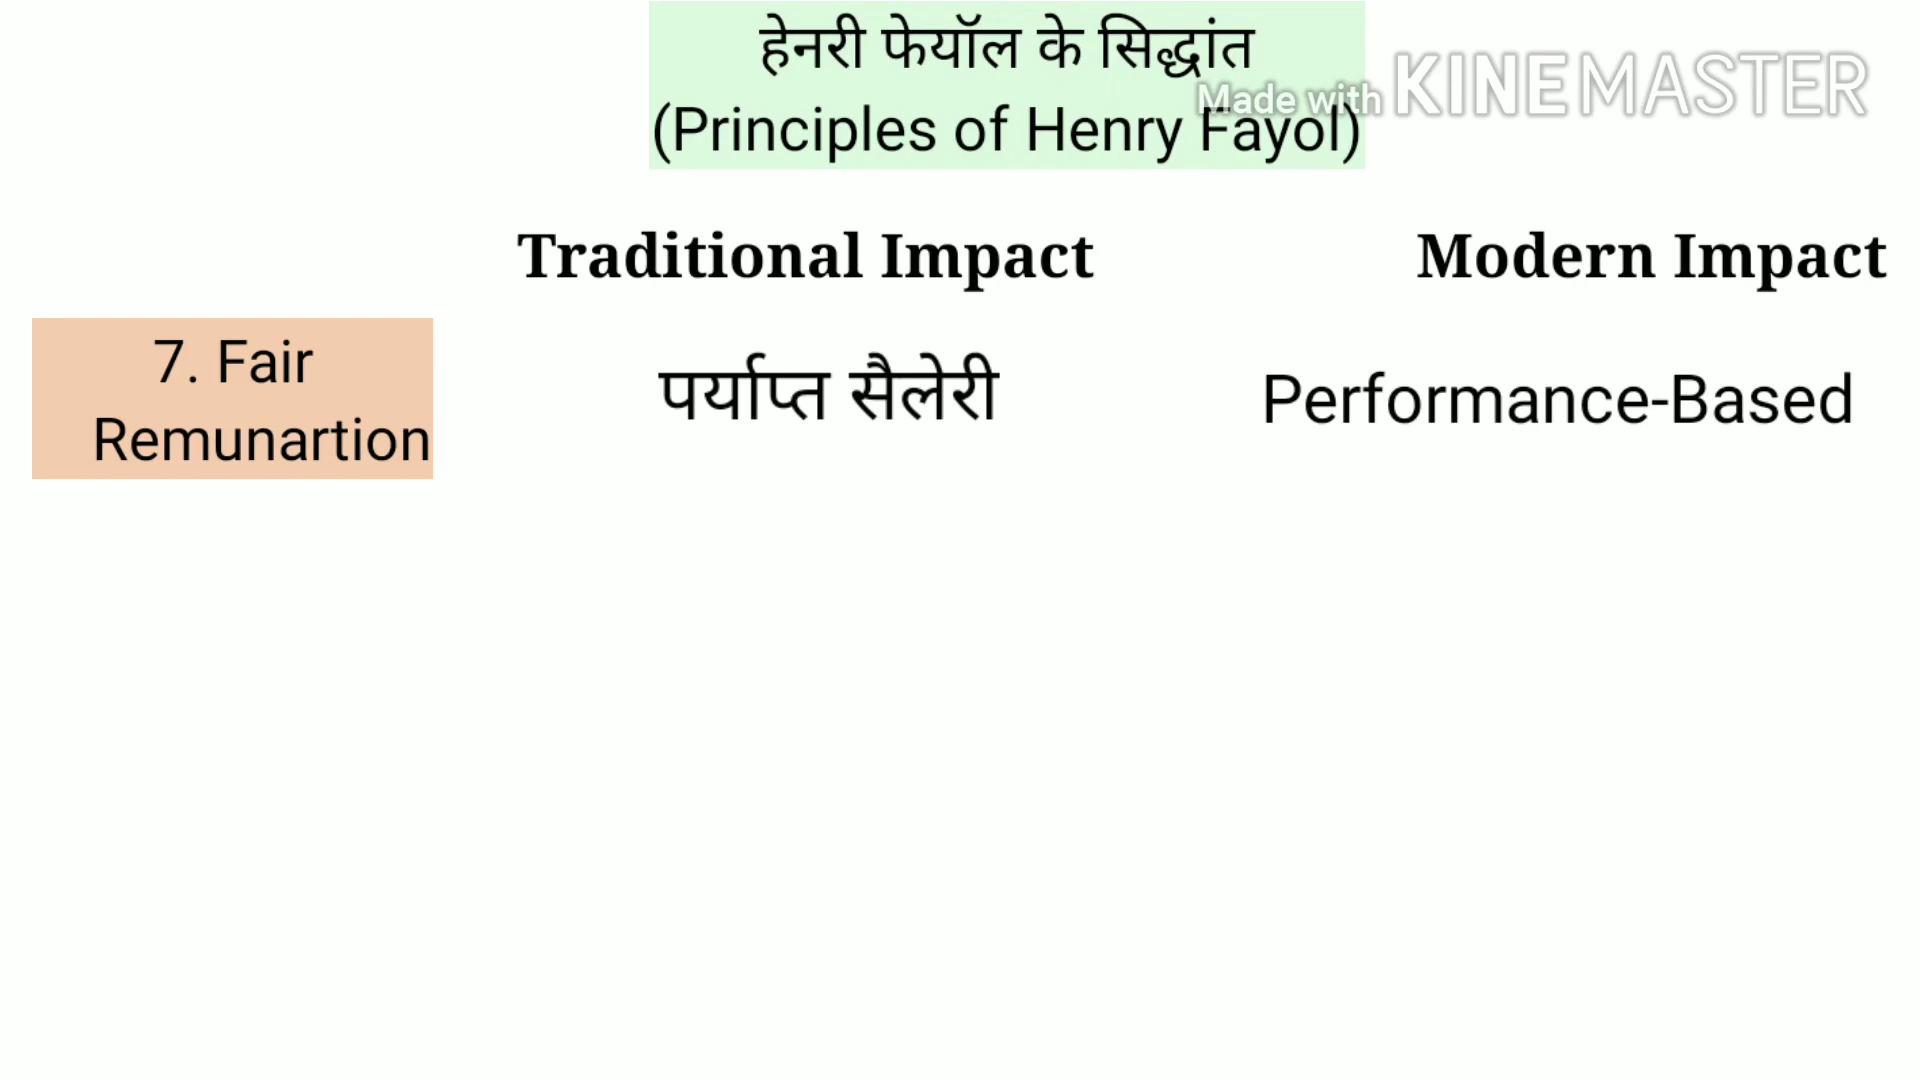 हेनरी फेयॉल के सिद्धांत
(Principles of Henry Fayol)
Made with KINEMASTER
Traditional Impact
Modern Impact
7. Fair
Remunartion
पर्याप्त सैलेरी
Performance-Based